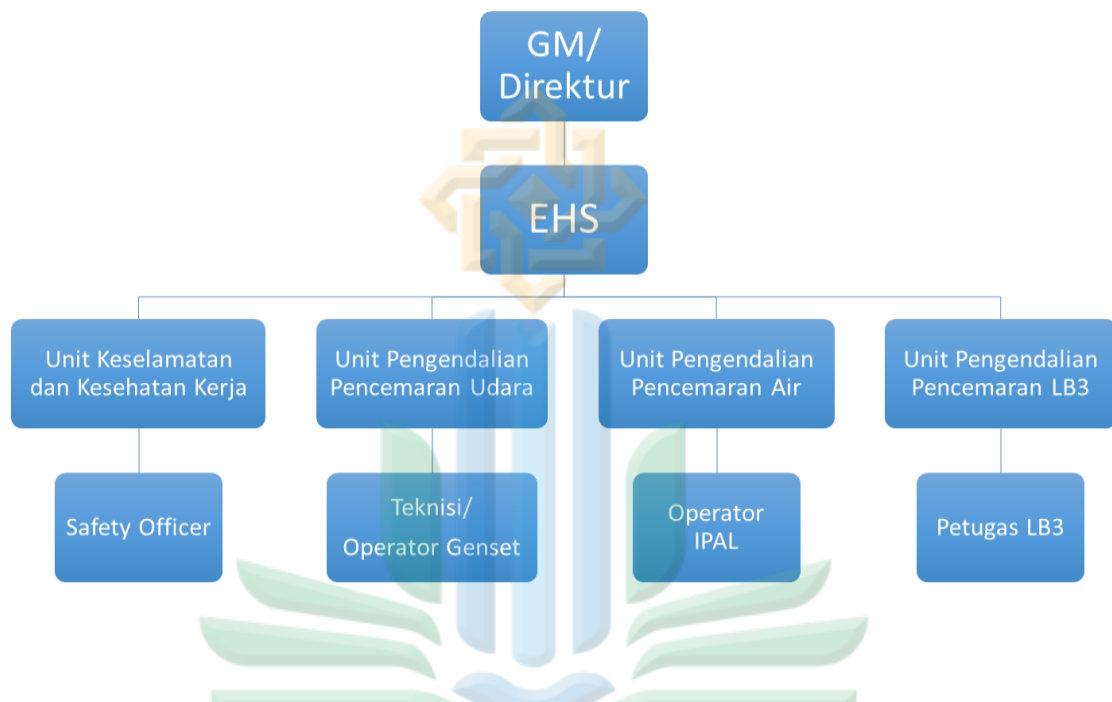 GM/
Direktur
EHS
Unit Keselamatan
dan Kesehatan Kerja
Unit Pengendalian
Pencemaran Udara
Unit Pengendalian
Pencemaran Air
Unit Pengendalian
Pencemaran LB3
Safety Officer
Teknisi/
Operator Genset
Operator
IPAL
Petugas LB3